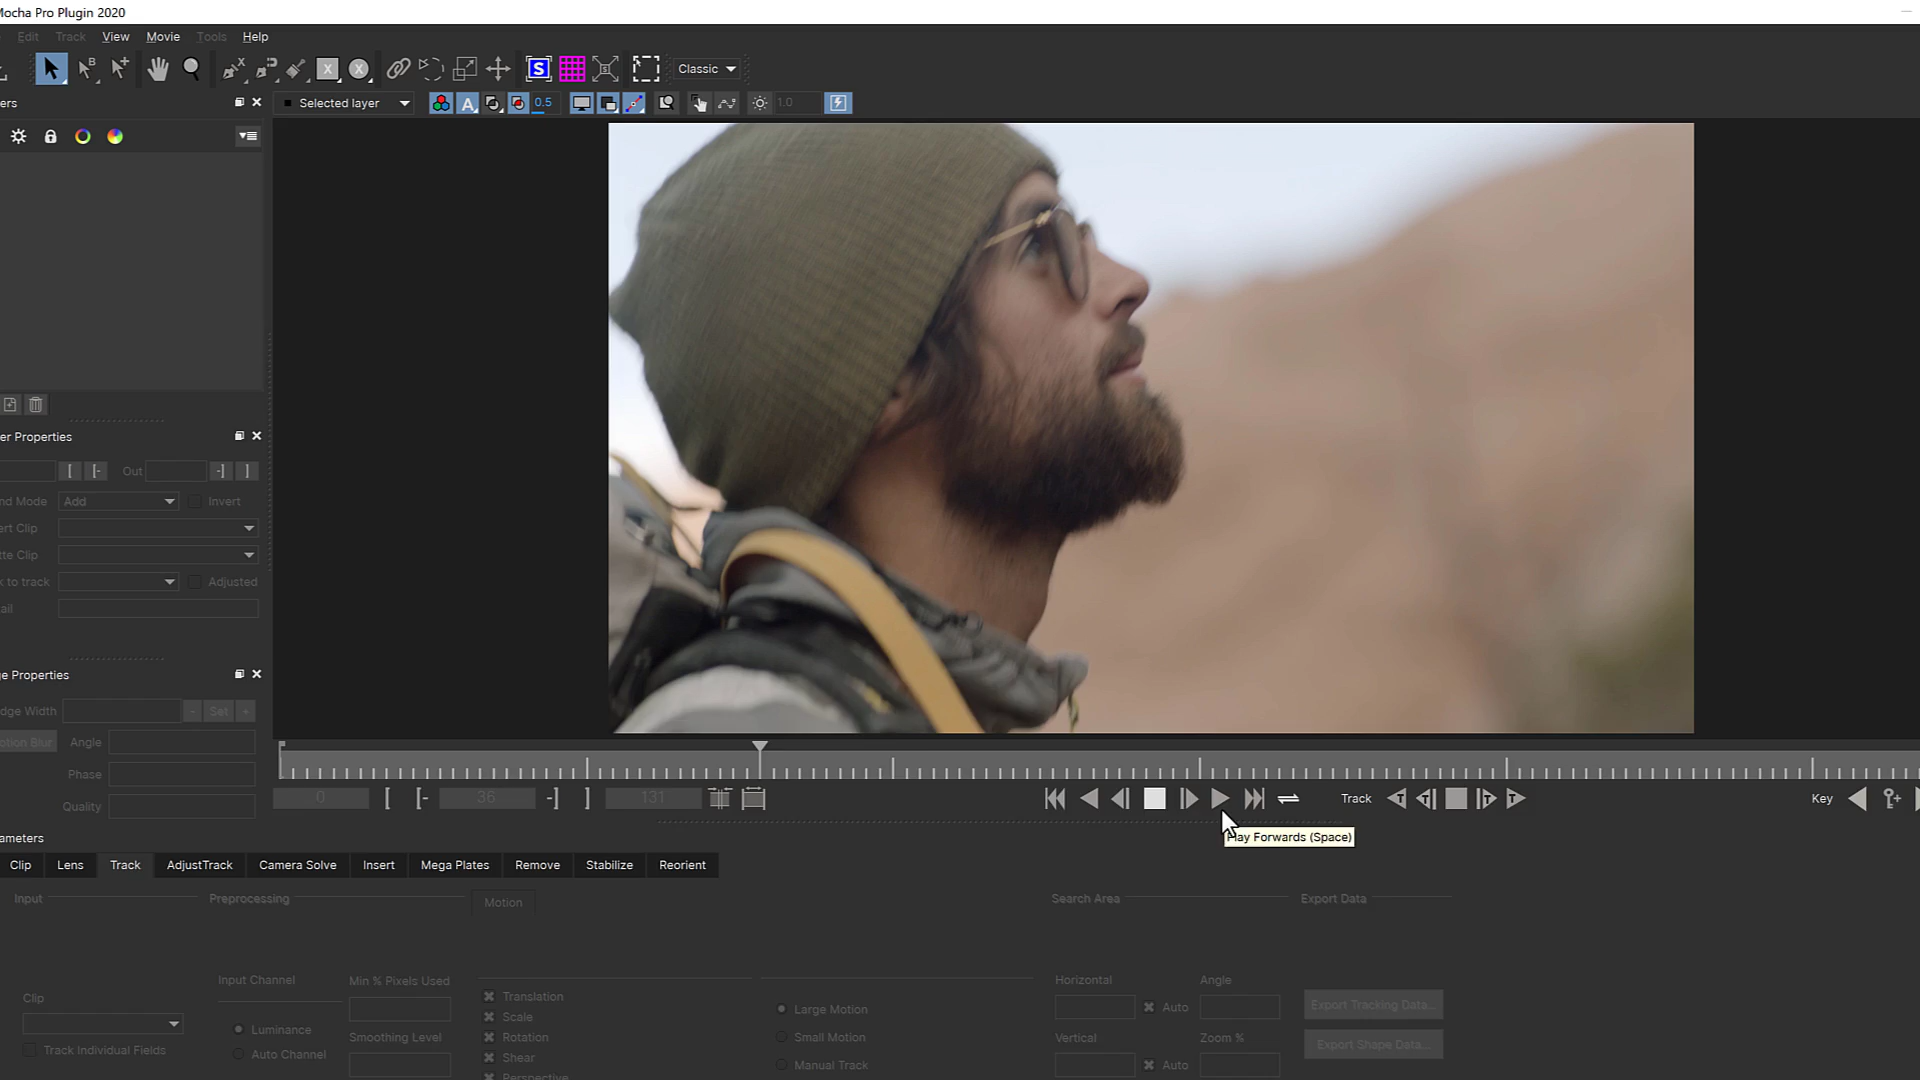 Mocha Pro Plugin 2020
Edit Track View Movie Tools Help
S Classic
ers
Selected layer A 0.5 1.0
er Properties
Out
nd Mode Add Invert
ert Clip
tte Clip
k to track Adjusted
ail
ge Properties
dge Width - Set +
otion Blur Angle
Phase
Quality
0 [ [- 36 -] ] 131 Track Key
Play Forwards (Space)
ameters
Clip Lens Track AdjustTrack Camera Solve Insert Mega Plates Remove Stabilize Reorient
Input Preprocessing Motion Search Area Export Data
Input Channel Min % Pixels Used Horizontal Angle
Clip Translation Auto Export Tracking Data...
Luminance Scale Large Motion
Smoothing Level Rotation Small Motion Vertical Zoom % Export Shape Data...
Track Individual Fields Auto Channel Shear
Manual Track Auto
Perspective